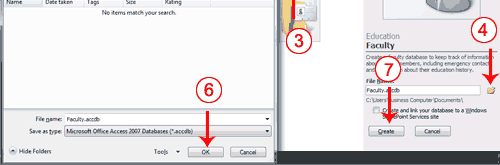 Name
Date taken
Tags
Size
Rating
No items match your search.
File name: Faculty.accdb
Save as type: Microsoft Office Access 2007 Databases (*.accdb)
Hide Folders
Tools
OK
Cancel
6
3
4
7
Education
Faculty
Create a faculty database to keep track of information
about members, including emergency contact
and about their education history.
File Name:
Faculty.accdb
C:\Users\Business Computer\Documents\
Create and link your database to a Windows
SharePoint Services site
Create
Cancel